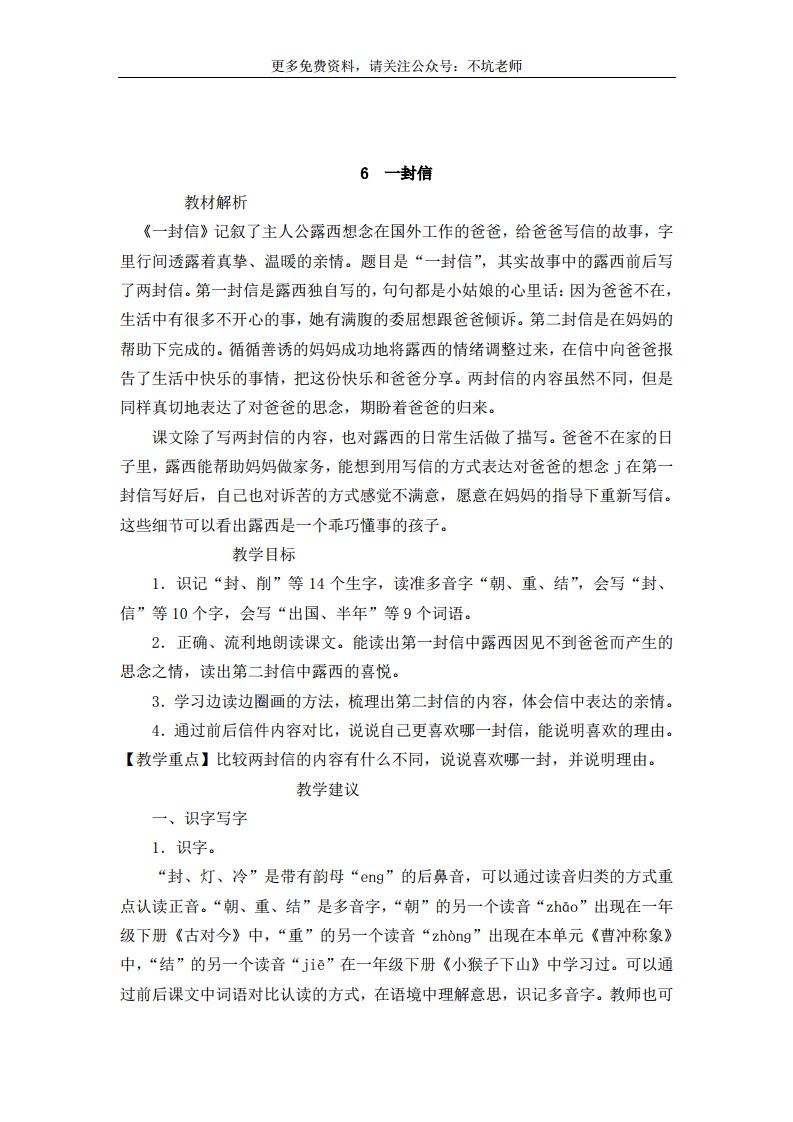 更多免费资料，请关注公众号：不坑老师
6 一封信
教材解析
《一封信》记叙了主人公露西想念在国外工作的爸爸，给爸爸写信的故事，字
里行间透露着真挚、温暖的亲情。题目是“一封信”，其实故事中的露西前后写
了两封信。第一封信是露西独自写的，句句都是小姑娘的心里话：因为爸爸不在，
生活中有很多不开心的事，她有满腹的委屈想跟爸爸倾诉。第二封信是在妈妈的
帮助下完成的。循循善诱的妈妈成功地将露西的情绪调整过来，在信中向爸爸报
告了生活中快乐的事情，把这份快乐和爸爸分享。两封信的内容虽然不同，但是
同样真切地表达了对爸爸的思念，期盼着爸爸的归来。
课文除了写两封信的内容，也对露西的日常生活做了描写。爸爸不在家的日
子里，露西能帮助妈妈做家务，能想到用写信的方式表达对爸爸的想念 j 在第一
封信写好后，自己也对诉苦的方式感觉不满意，愿意在妈妈的指导下重新写信。
这些细节可以看出露西是一个乖巧懂事的孩子。
教学目标
1．识记“封、削”等 14 个生字，读准多音字“朝、重、结”，会写“封、
信”等 10 个字，会写“出国、半年”等 9 个词语。
2．正确、流利地朗读课文。能读出第一封信中露西因见不到爸爸而产生的
思念之情，读出第二封信中露西的喜悦。
3．学习边读边圈画的方法，梳理出第二封信的内容，体会信中表达的亲情。
4．通过前后信件内容对比，说说自己更喜欢哪一封信，能说明喜欢的理由。
【教学重点】比较两封信的内容有什么不同，说说喜欢哪一封，并说明理由。
教学建议
一、识字写字
1．识字。
“封、灯、冷”是带有韵母“eng”的后鼻音，可以通过读音归类的方式重
点认读正音。“朝、重、结”是多音字，“朝”的另一个读音“zhāo”出现在一年
级下册《古对今》中，“重”的另一个读音“zhòng”出现在本单元《曹冲称象》
中，“结”的另一个读音“jiē”在一年级下册《小猴子下山》中学习过。可以通
过前后课文中词语对比认读的方式，在语境中理解意思，识记多音字。教师也可